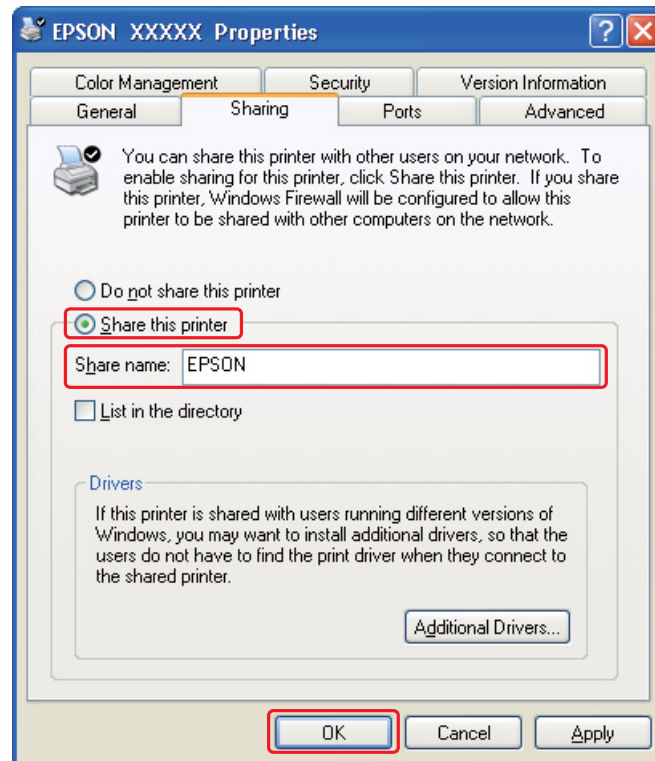 EPSON XXXXX Properties
Color Management Security Version Information
General Sharing Ports Advanced
You can share this printer with other users on your network. To
enable sharing for this printer, click Share this printer. If you share
this printer, Windows Firewall will be configured to allow this
printer to be shared with other computers on the network.
Do not share this printer
Share this printer
Share name: EPSON
List in the directory
Drivers
If this printer is shared with users running different versions of
Windows, you may want to install additional drivers, so that the
users do not have to find the print driver when they connect to
the shared printer.
Additional Drivers...
OK Cancel Apply